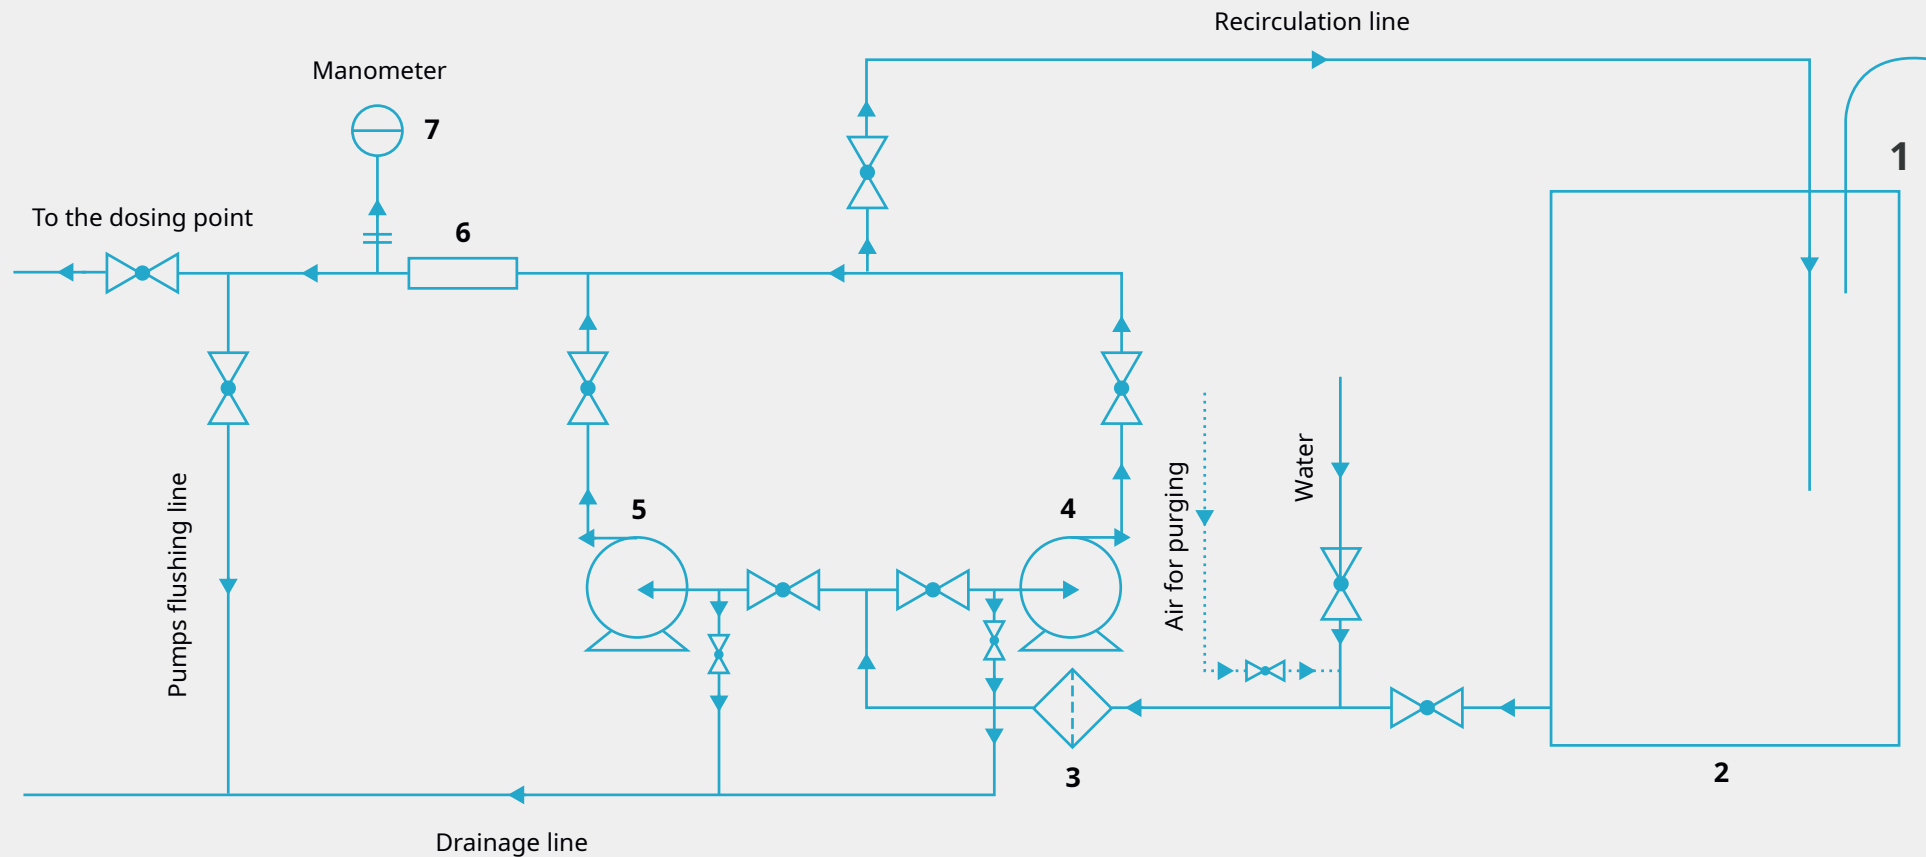 Recirculation line
Manometer
7
1
To the dosing point
6
Water
Air for purging
Pumps flushing line
5
4
3
2
Drainage line